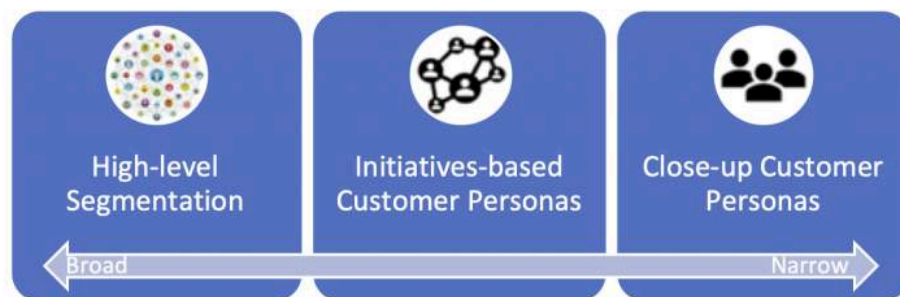 High-level
Segmentation
Initiatives-based
Customer Personas
Close-up Customer
Personas
Broad
Narrow